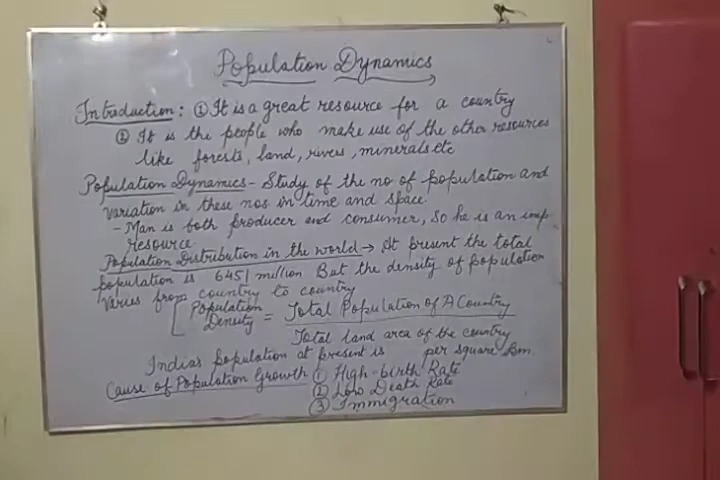 Population Dynamics
Introduction: ① It is a great resource for a country
② It is the people who make use of the other resources
like forests, land, rivers, minerals etc
Population Dynamics - Study of the no of population and
variation in these nos in time and space.
- Man is both producer and consumer, So he is an imp
resource
Population Distribution in the world → At present the total
population is 6451 million But the density of population
varies from country to country
[ Population Density = Total Population Of A Country
Total land area of the country
Indias population at present is per square km.
Cause of Population Growth ① High-birth Rate
② Low Death Rate
③ Immigration